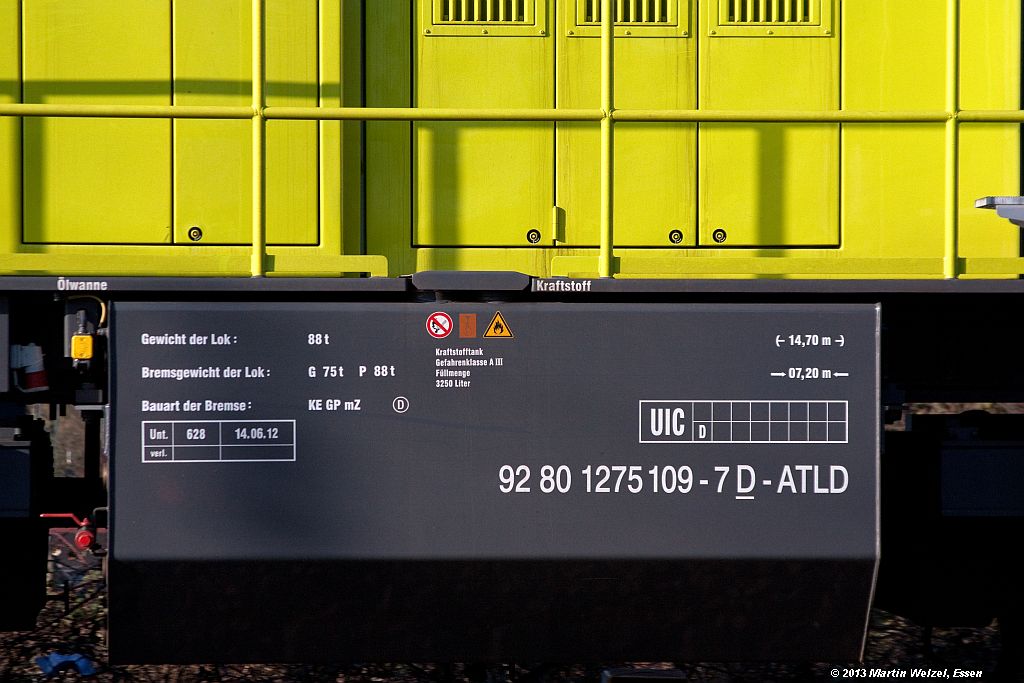 Ölwanne
Kraftstoff
Gewicht der Lok : 88 t
Bremsgewicht der Lok : G 75 t P 88 t
Bauart der Bremse : KE GP mZ D
Unt. 628 14.06.12
verl.
Kraftstofftank
Gefahrenklasse A III
Füllmenge
3250 Liter
14,70 m
07,20 m
UIC D
92 80 1275 109 - 7 D - ATLD
© 2013 Martin Welzel, Essen